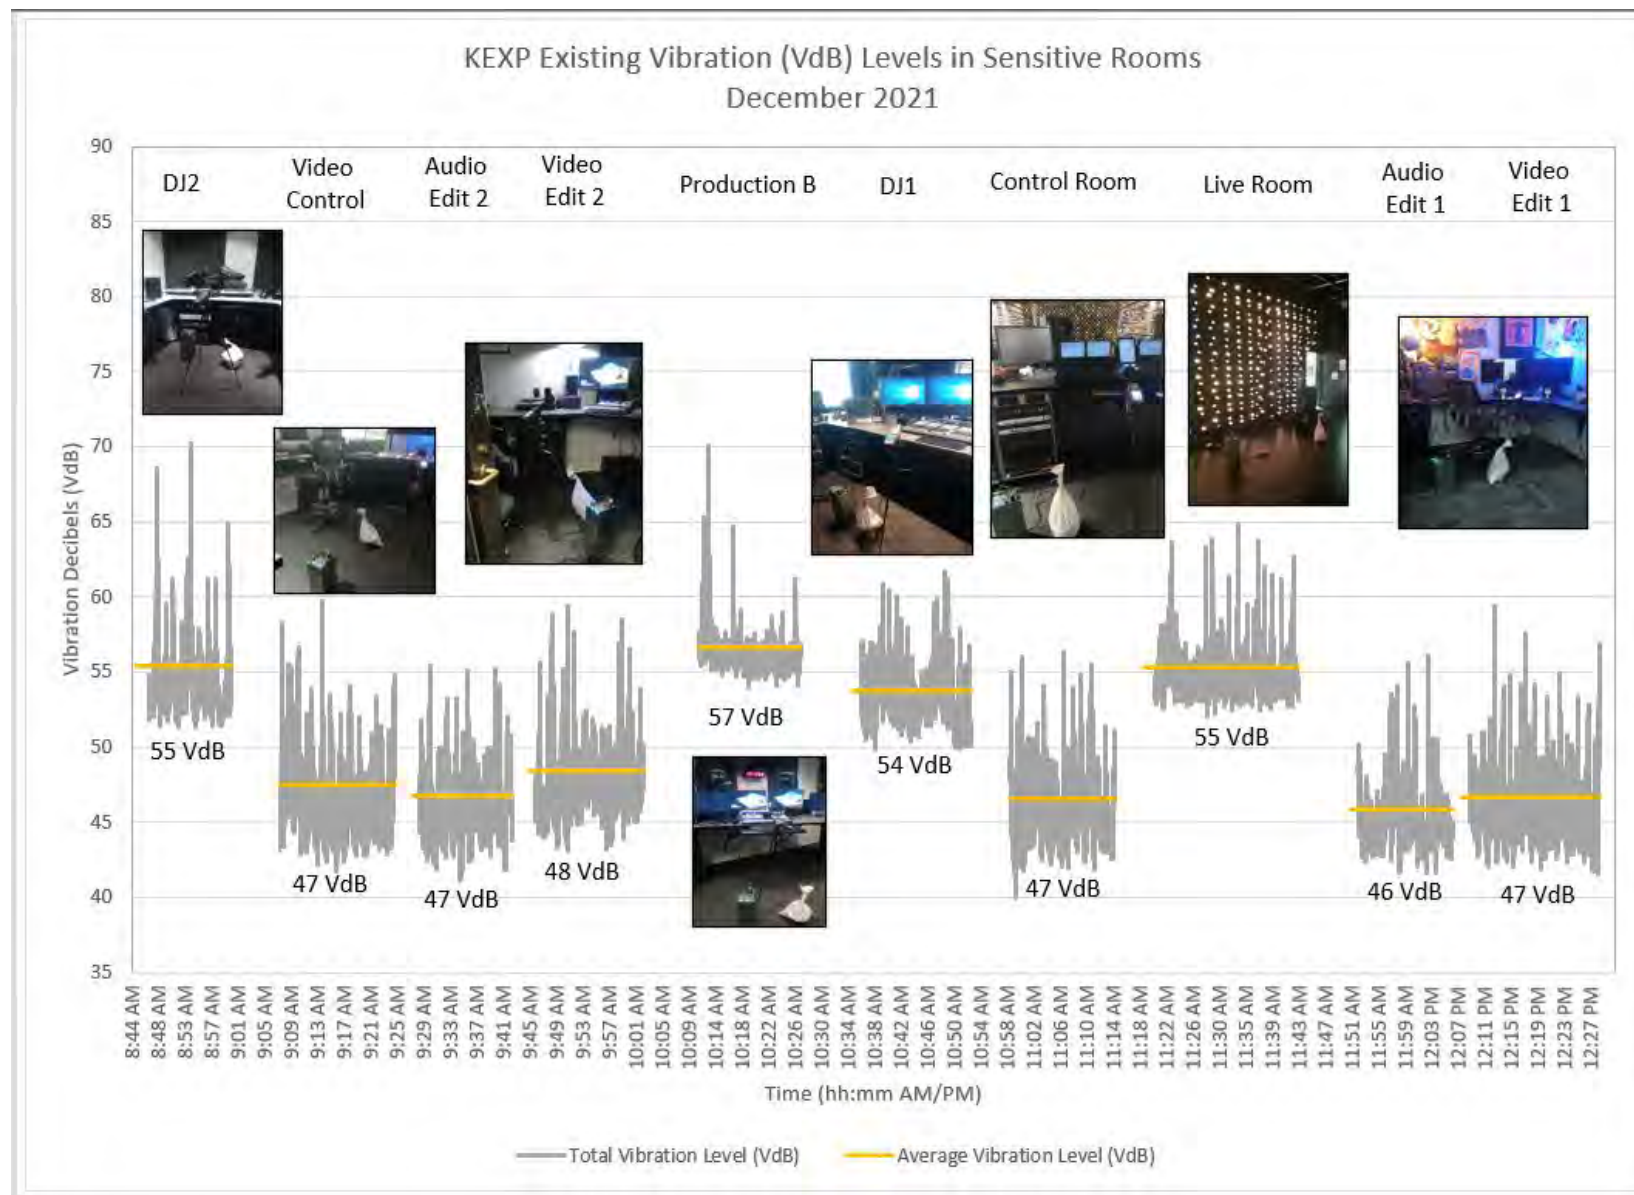 KEXP Existing Vibration (VdB) Levels in Sensitive Rooms
December 2021
90
85
80
75
70
65
60
55
50
45
40
35
Vibration Decibels (VdB)
DJ2
Video
Control
Audio
Edit 2
Video
Edit 2
Production B
DJ1
Control Room
Live Room
Audio
Edit 1
Video
Edit 1
55 VdB
47 VdB
47 VdB
48 VdB
57 VdB
54 VdB
47 VdB
55 VdB
46 VdB
47 VdB
8:44 AM
8:48 AM
8:53 AM
8:57 AM
9:01 AM
9:05 AM
9:09 AM
9:13 AM
9:17 AM
9:21 AM
9:25 AM
9:29 AM
9:33 AM
9:37 AM
9:41 AM
9:45 AM
9:49 AM
9:53 AM
9:57 AM
10:01 AM
10:05 AM
10:09 AM
10:14 AM
10:18 AM
10:22 AM
10:26 AM
10:30 AM
10:34 AM
10:38 AM
10:42 AM
10:46 AM
10:50 AM
10:54 AM
10:58 AM
11:02 AM
11:06 AM
11:10 AM
11:14 AM
11:18 AM
11:22 AM
11:26 AM
11:30 AM
11:35 AM
11:39 AM
11:43 AM
11:47 AM
11:51 AM
11:55 AM
11:59 AM
12:03 PM
12:07 PM
12:11 PM
12:15 PM
12:19 PM
12:23 PM
12:27 PM
Time (hh:mm AM/PM)
Total Vibration Level (VdB)
Average Vibration Level (VdB)